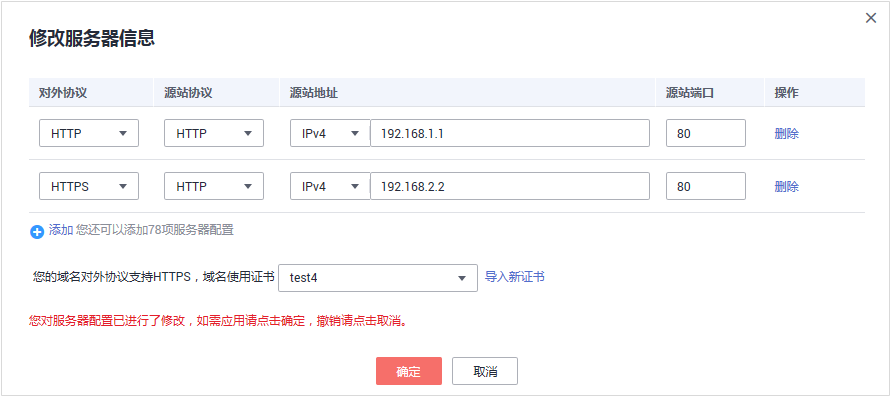 修改服务器信息
对外协议 源站协议 源站地址 源站端口 操作
HTTP HTTP IPv4 192.168.1.1 80 删除
HTTPS HTTP IPv4 192.168.2.2 80 删除
添加 您还可以添加78项服务器配置
您的域名对外协议支持HTTPS，域名使用证书 test4 导入新证书
您对服务器配置已进行了修改，如需应用请点击确定，撤销请点击取消。
确定 取消